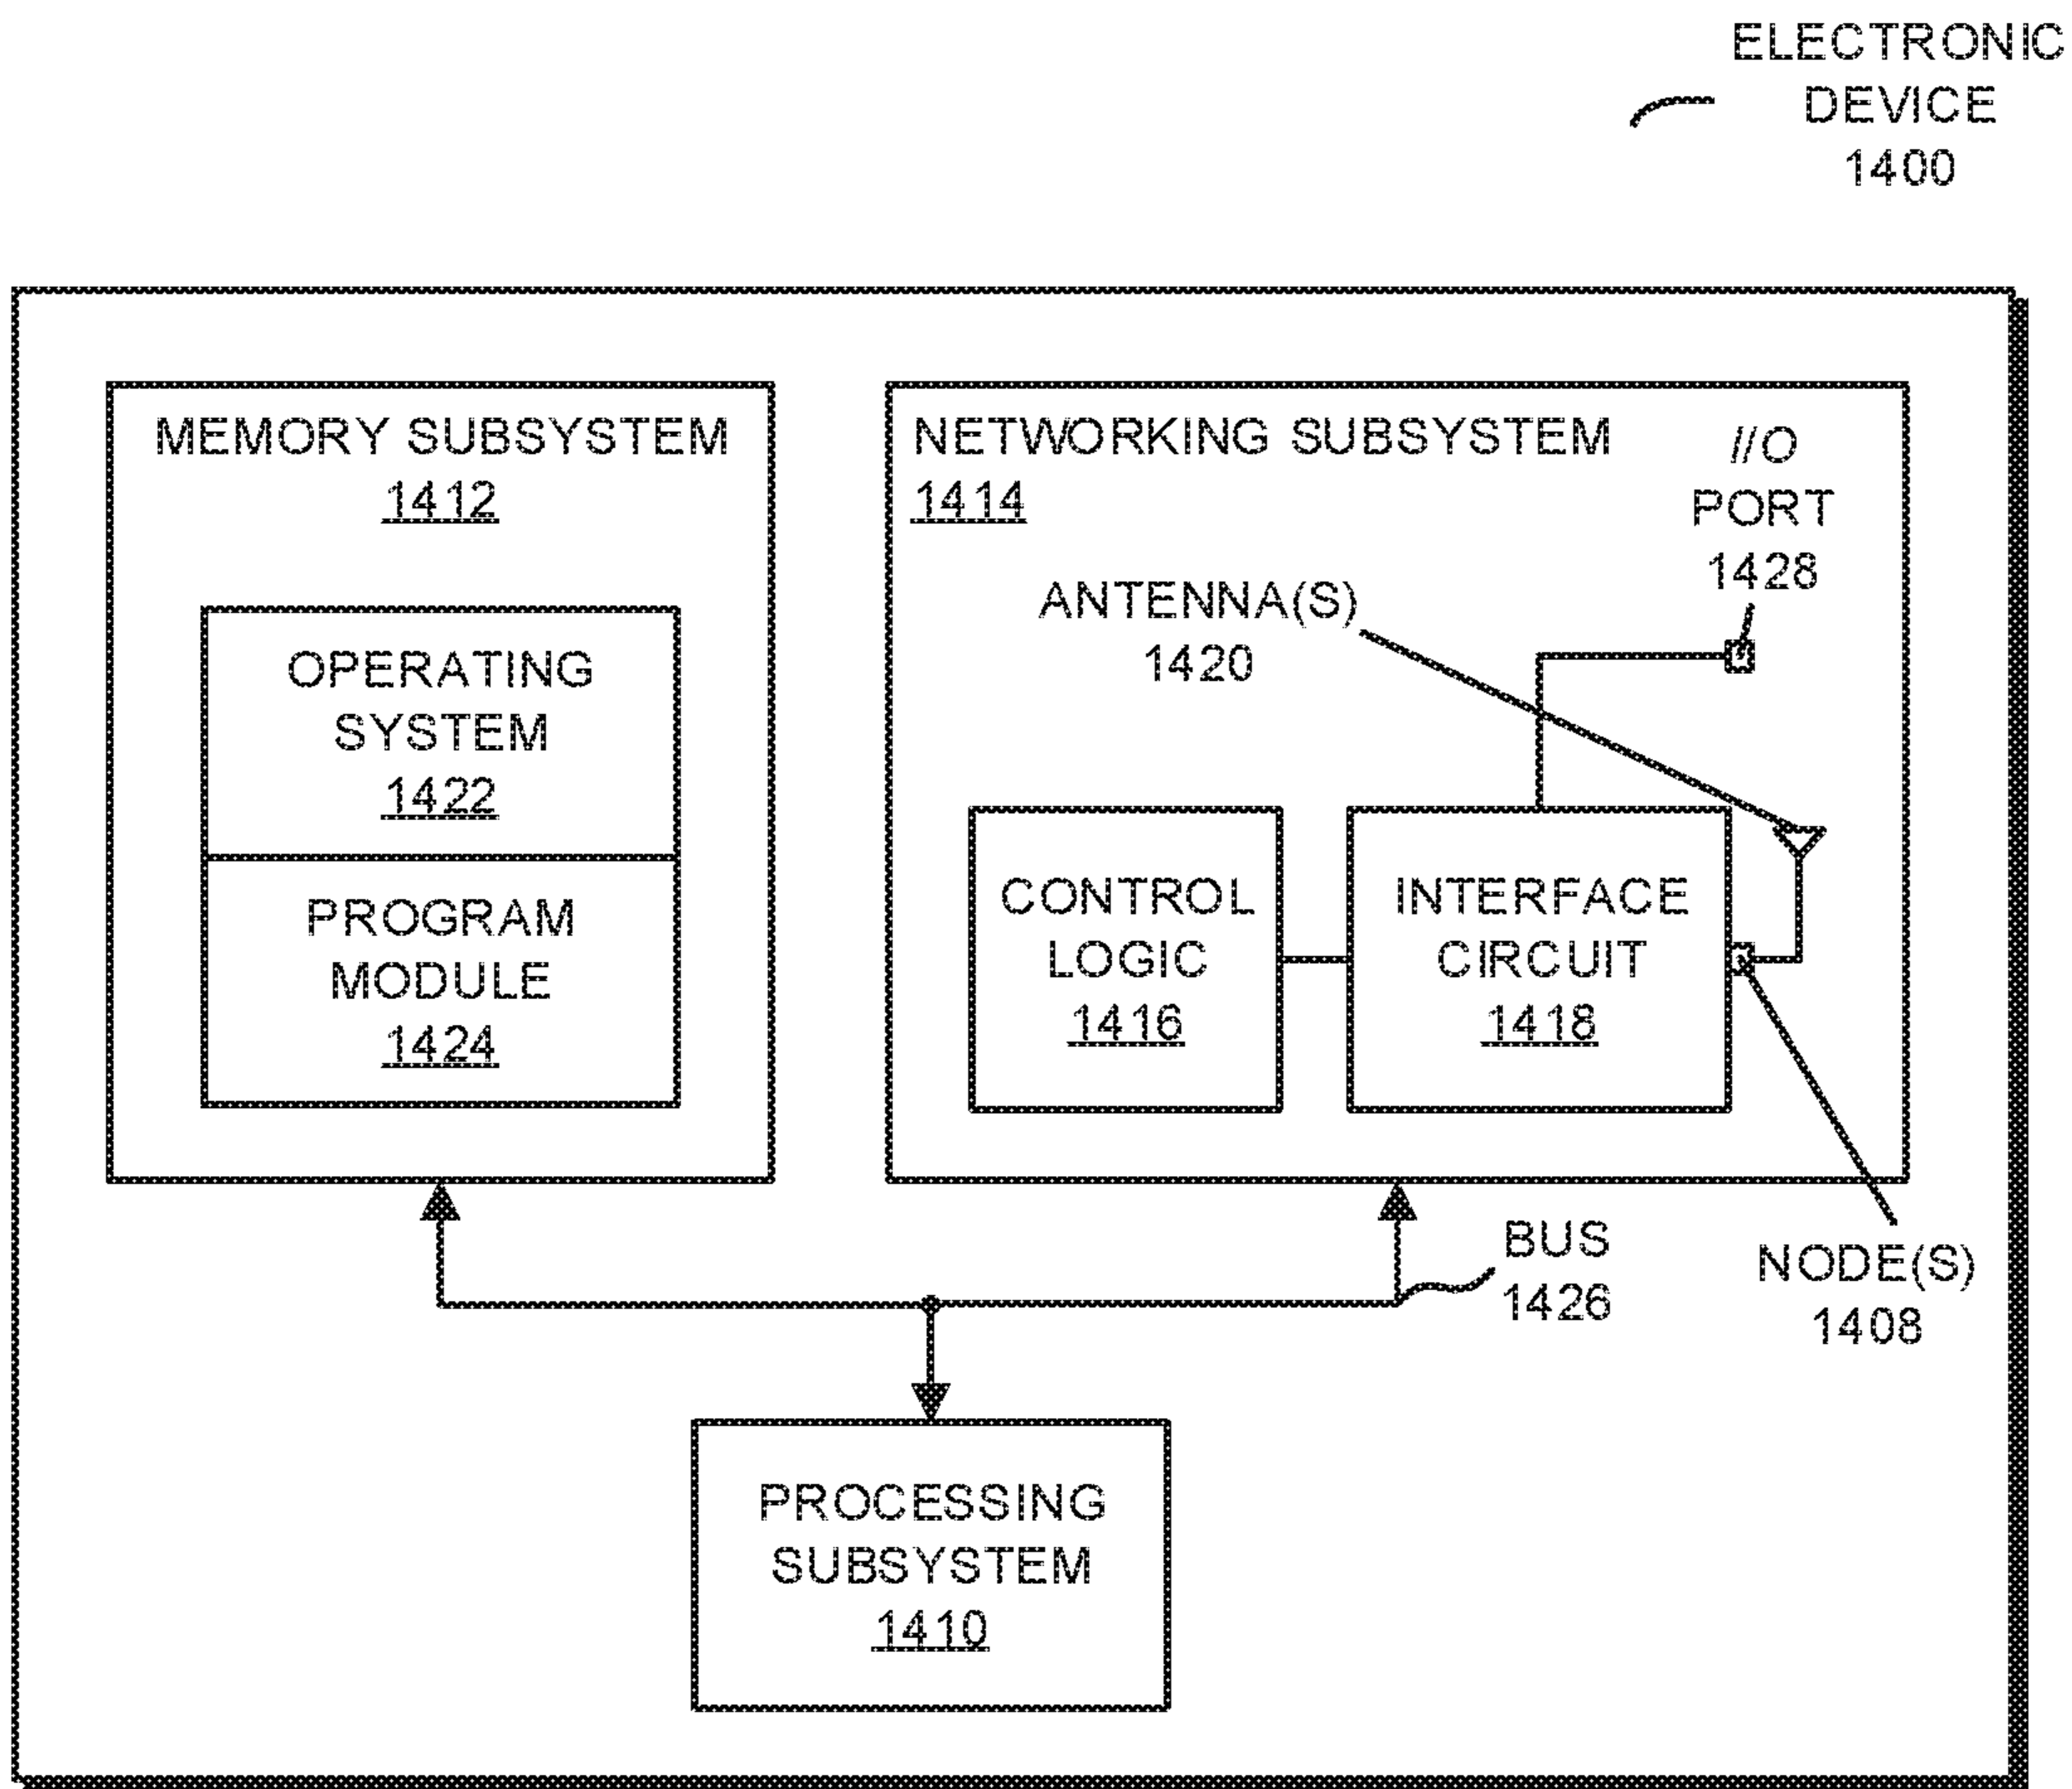 ELECTRONIC
DEVICE
1400
MEMORY SUBSYSTEM
1412
OPERATING
SYSTEM
1422
PROGRAM
MODULE
1424
NETWORKING SUBSYSTEM
1414
I/O
PORT
1428
ANTENNA(S)
1420
CONTROL
LOGIC
1416
INTERFACE
CIRCUIT
1418
BUS
1426
NODE(S)
1408
PROCESSING
SUBSYSTEM
1410